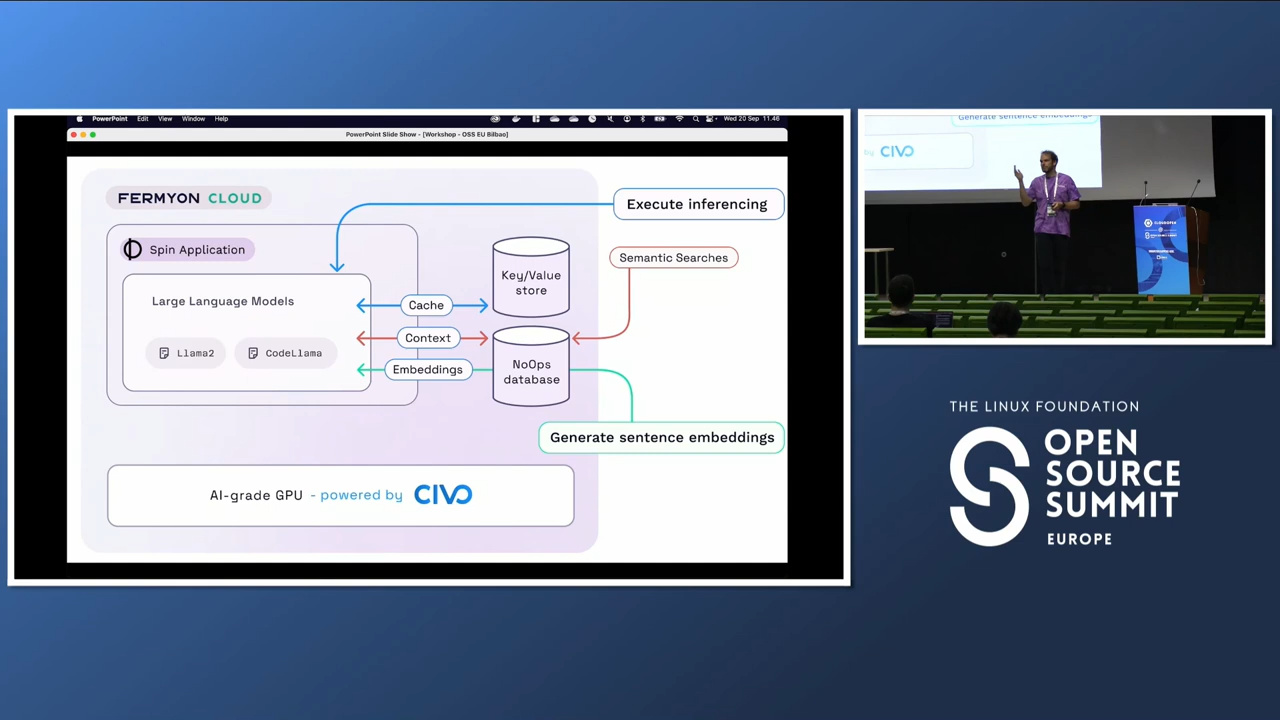 PowerPoint Edit View Window Help Wed 20 Sep 11.46
PowerPoint Slide Show - [Workshop - OSS EU Bilbao]
FERMYON CLOUD
Execute inferencing
Spin Application
Semantic Searches
Key/Value
store
Large Language Models
Cache
Context
Llama2
CodeLlama
NoOps
database
Embeddings
Generate sentence embeddings
AI-grade GPU - powered by CIVO
Generate sentence embeddings
by CIVO
CLOUDOPEN
THE LINUX FOUNDATION
OPEN
SOURCE
SUMMIT
EUROPE